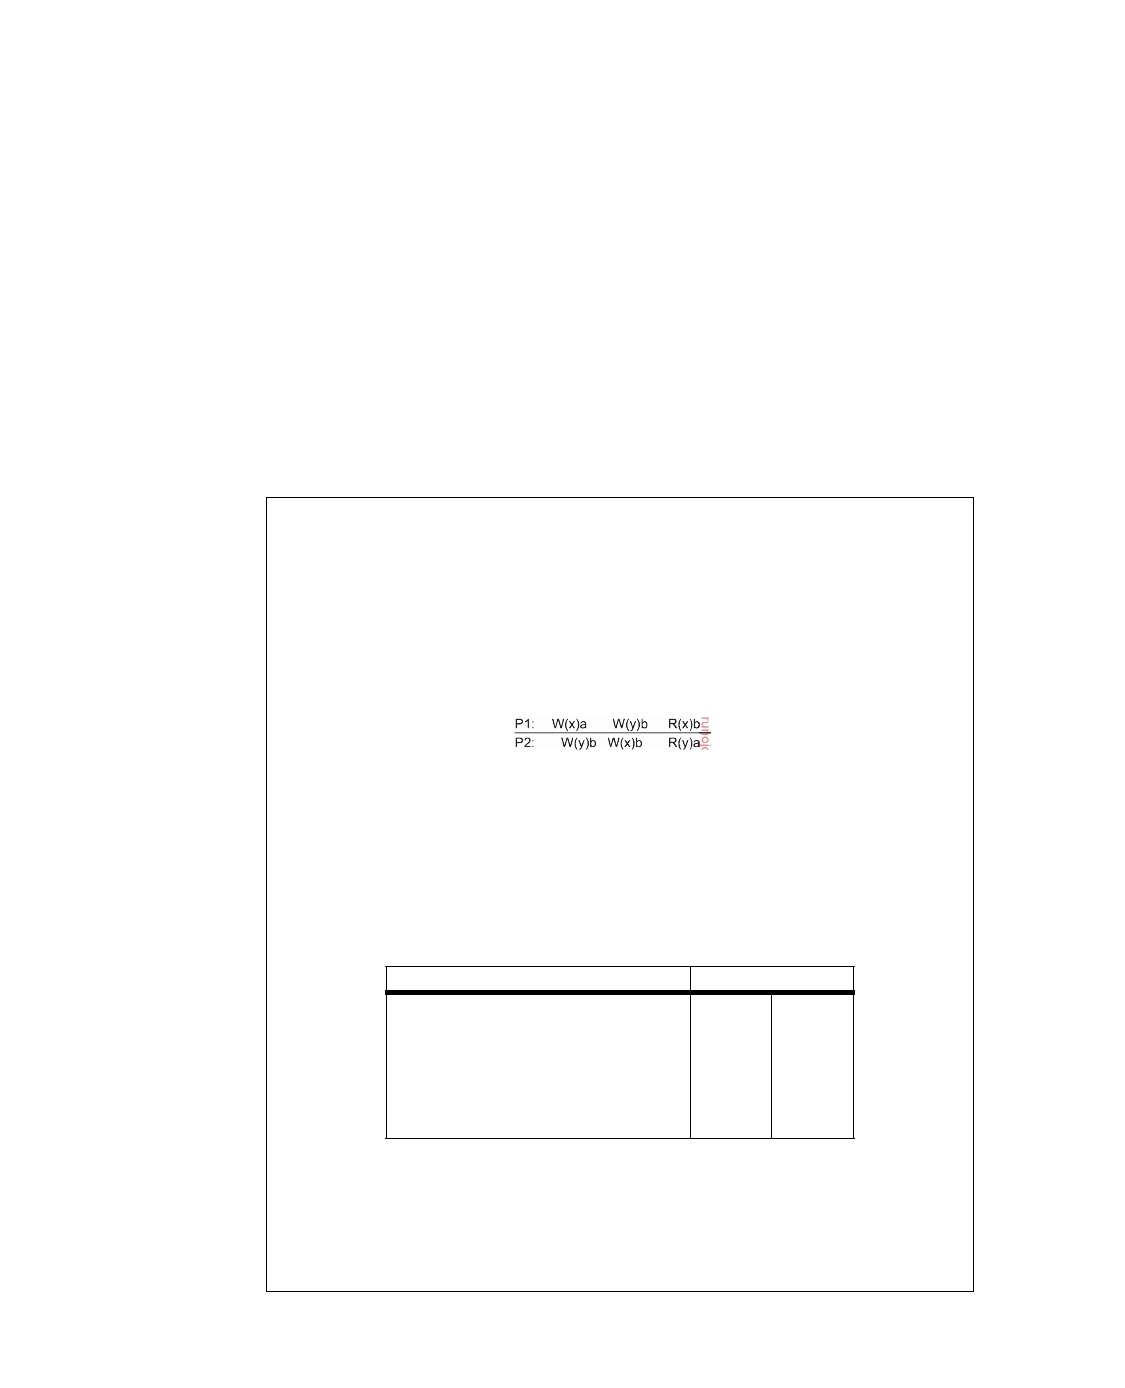 P1: W(x)a W(y)b R(x)b
P2: W(y)b W(x)b R(y)a